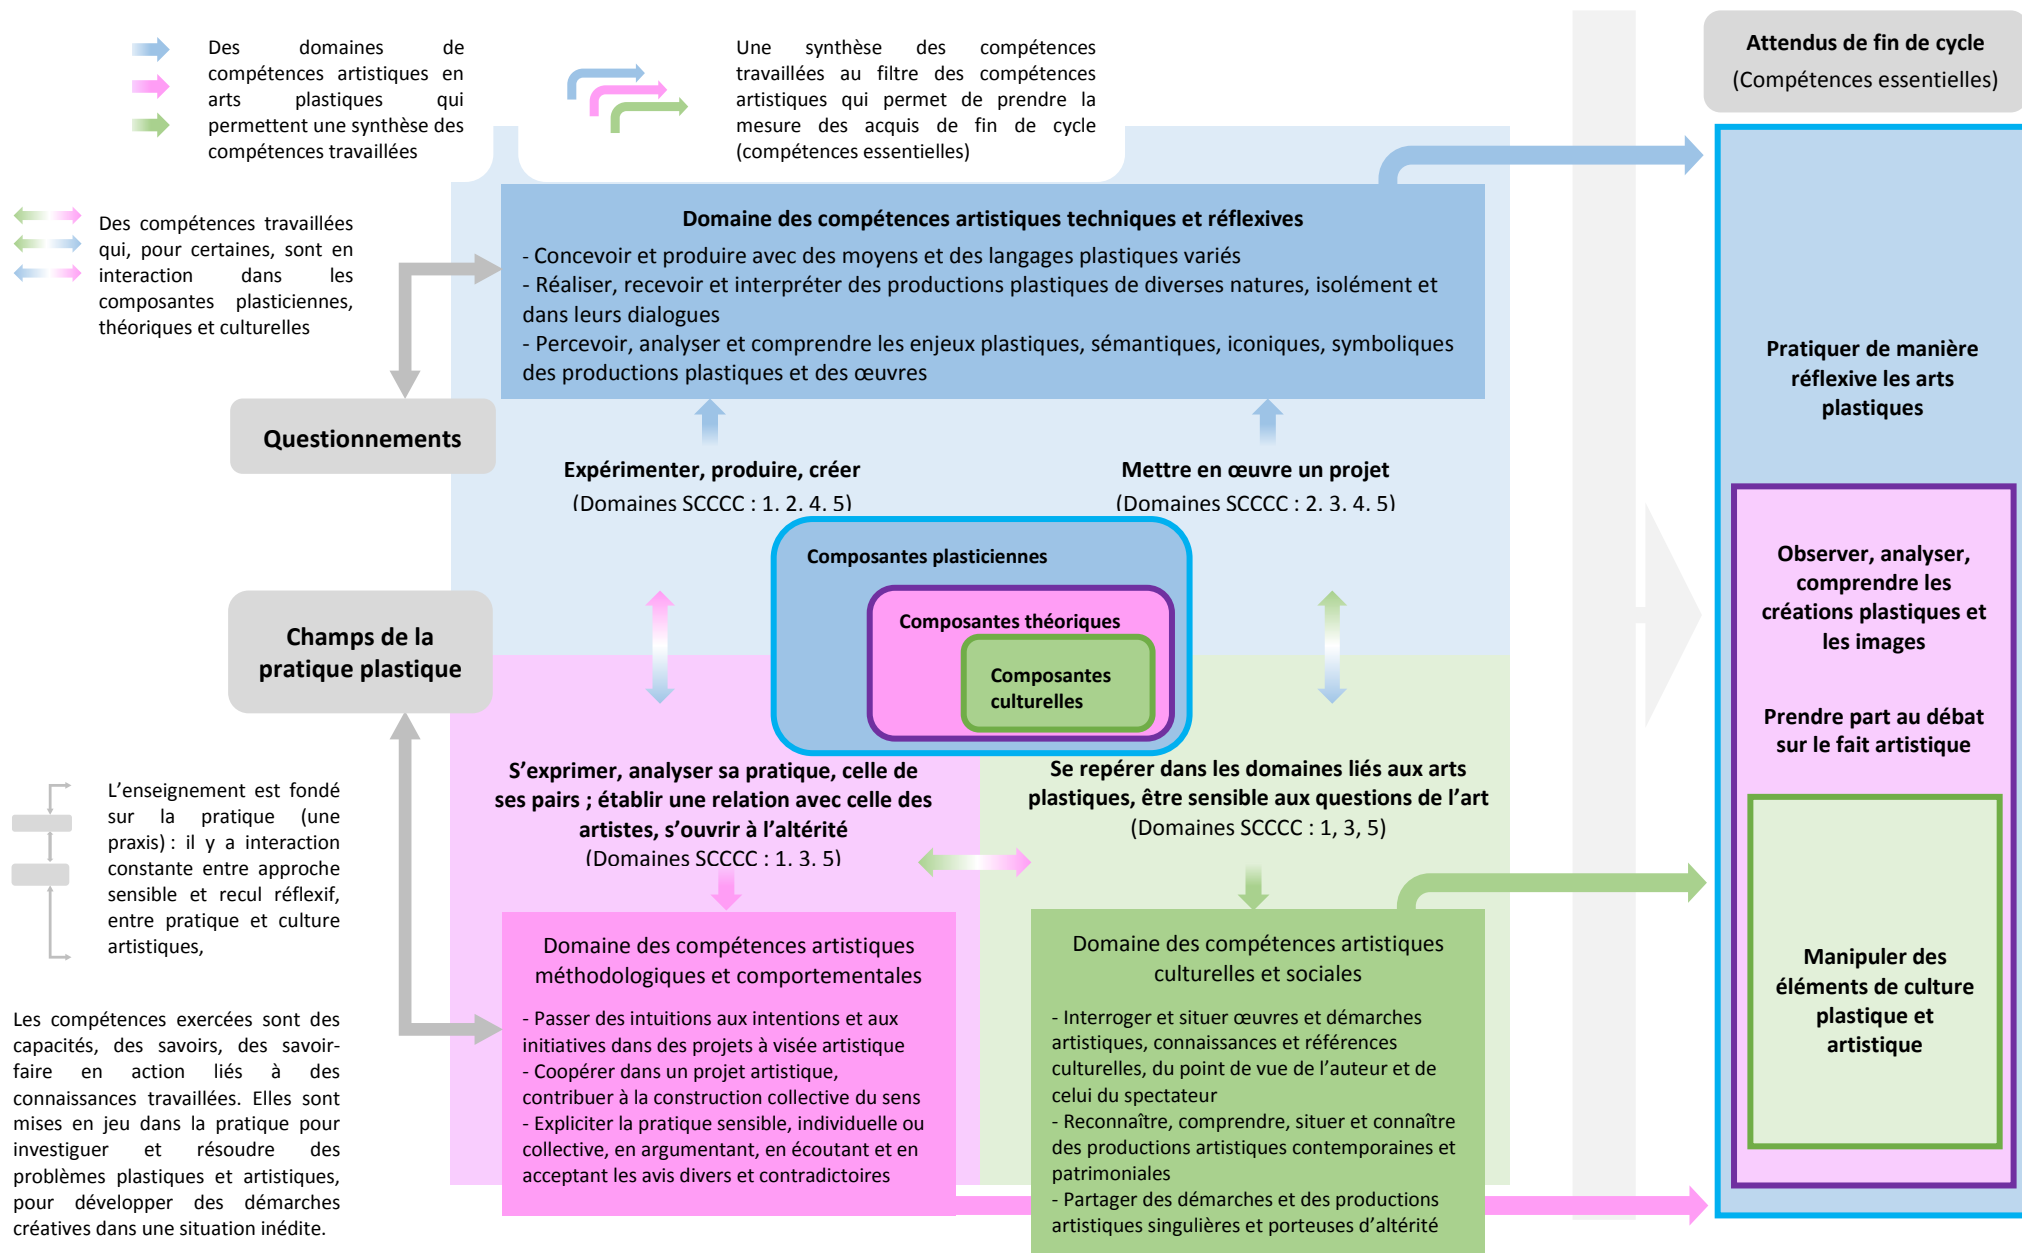 Des domaines de
compétences artistiques en
arts plastiques qui
permettent une synthèse des
compétences travaillées
Une synthèse des compétences
travaillées au filtre des compétences
artistiques qui permet de prendre la
mesure des acquis de fin de cycle
(compétences essentielles)
Attendus de fin de cycle
(Compétences essentielles)
Des compétences travaillées
qui, pour certaines, sont en
interaction dans les
composantes plasticiennes,
théoriques et culturelles
Domaine des compétences artistiques techniques et réflexives
- Concevoir et produire avec des moyens et des langages plastiques variés
- Réaliser, recevoir et interpréter des productions plastiques de diverses natures, isolément et
dans leurs dialogues
- Percevoir, analyser et comprendre les enjeux plastiques, sémantiques, iconiques, symboliques
des productions plastiques et des œuvres
Questionnements
Expérimenter, produire, créer
(Domaines SCCCC : 1, 2, 4, 5)
Mettre en œuvre un projet
(Domaines SCCCC : 2, 3, 4, 5)
Composantes plasticiennes
Composantes théoriques
Composantes
culturelles
Champs de la
pratique plastique
S’exprimer, analyser sa pratique, celle de
ses pairs ; établir une relation avec celle des
artistes, s’ouvrir à l’altérité
(Domaines SCCCC : 1, 3, 5)
Se repérer dans les domaines liés aux arts
plastiques, être sensible aux questions de l’art
(Domaines SCCCC : 1, 3, 5)
L’enseignement est fondé
sur la pratique (une
praxis) : il y a interaction
constante entre approche
sensible et recul réflexif,
entre pratique et culture
artistiques,
Les compétences exercées sont des
capacités, des savoirs, des savoir-
faire en action liés à des
connaissances travaillées. Elles sont
mises en jeu dans la pratique pour
investiguer et résoudre des
problèmes plastiques et artistiques,
pour développer des démarches
créatives dans une situation inédite.
Domaine des compétences artistiques
méthodologiques et comportementales
- Passer des intuitions aux intentions et aux
initiatives dans des projets à visée artistique
- Coopérer dans un projet artistique,
contribuer à la construction collective du sens
- Expliciter la pratique sensible, individuelle ou
collective, en argumentant, en écoutant et en
acceptant les avis divers et contradictoires
Domaine des compétences artistiques
culturelles et sociales
- Interroger et situer œuvres et démarches
artistiques, connaissances et références
culturelles, du point de vue de l’auteur et de
celui du spectateur
- Reconnaître, comprendre, situer et connaître
des productions artistiques contemporaines et
patrimoniales
- Partager des démarches et des productions
artistiques singulières et porteuses d’altérité
Pratiquer de manière
réflexive les arts
plastiques
Observer, analyser,
comprendre les
créations plastiques et
les images
Prendre part au débat
sur le fait artistique
Manipuler des
éléments de culture
plastique et
artistique